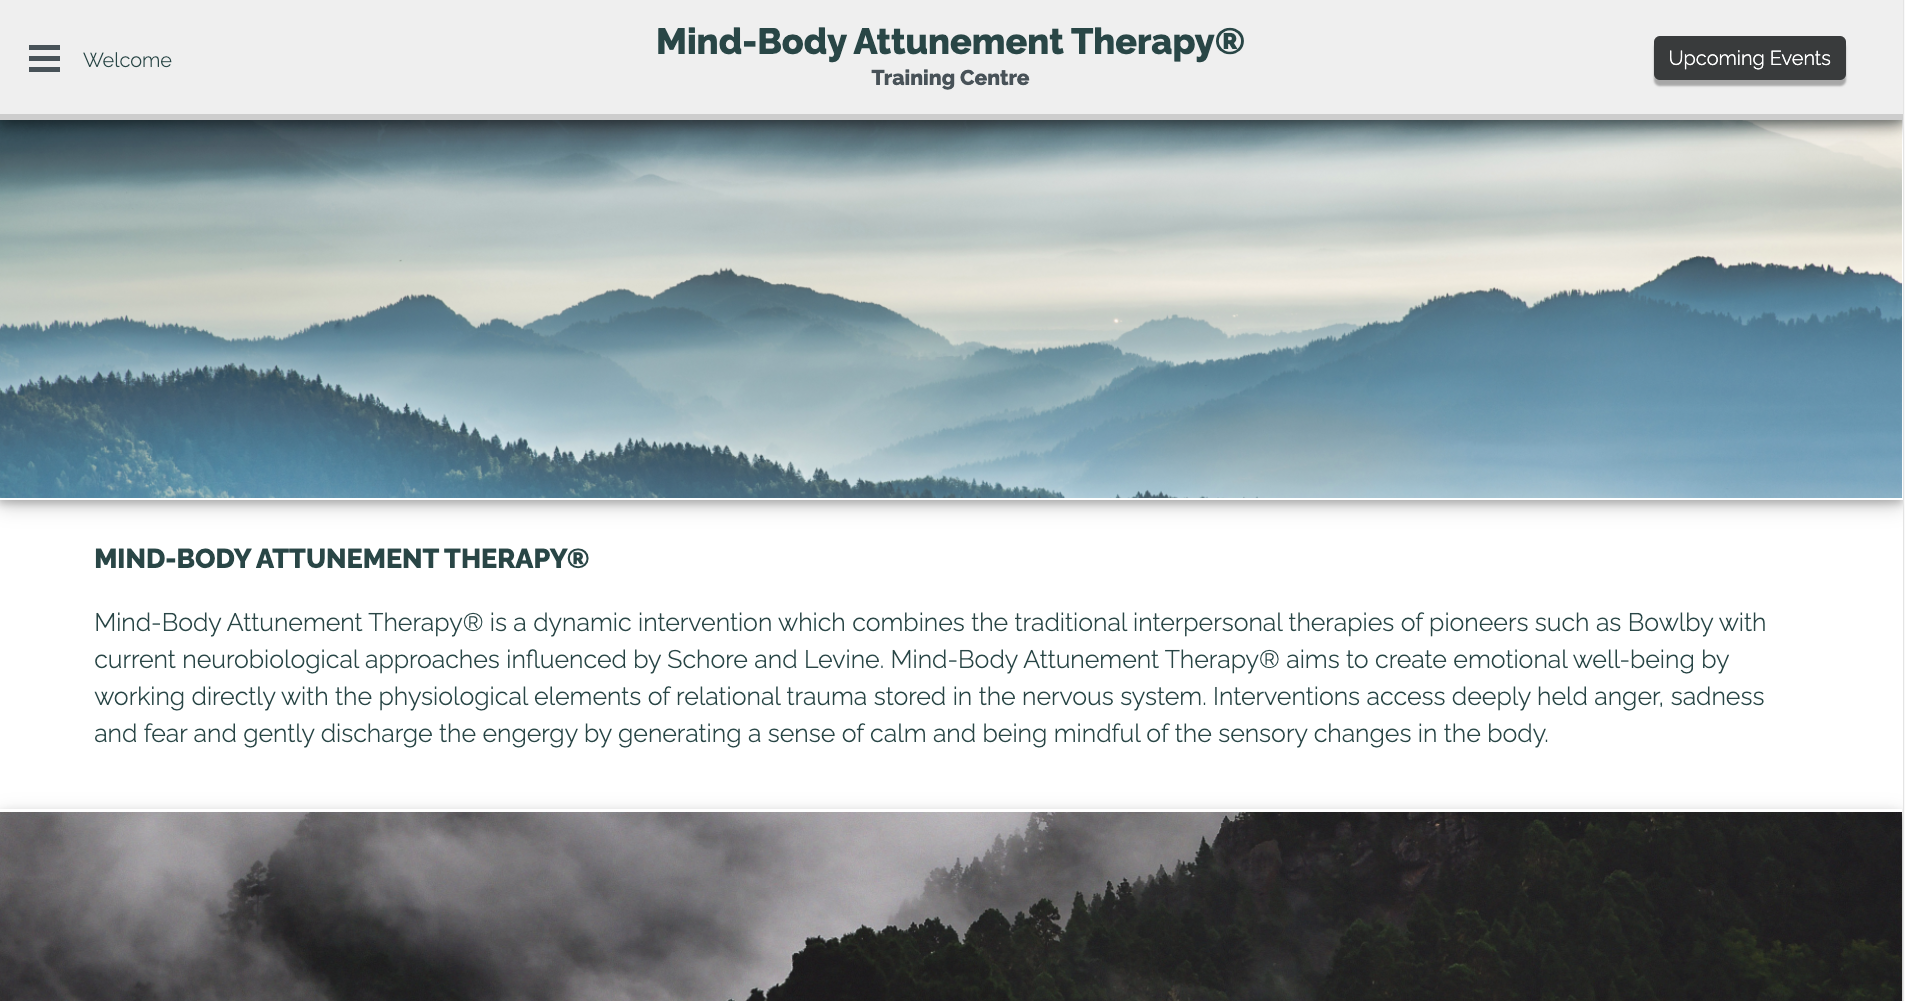 Welcome
Mind-Body Attunement Therapy®
Training Centre
Upcoming Events
MIND-BODY ATTUNEMENT THERAPY®
Mind-Body Attunement Therapy® is a dynamic intervention which combines the traditional interpersonal therapies of pioneers such as Bowlby with
current neurobiological approaches influenced by Schore and Levine. Mind-Body Attunement Therapy® aims to create emotional well-being by
working directly with the physiological elements of relational trauma stored in the nervous system. Interventions access deeply held anger, sadness
and fear and gently discharge the engergy by generating a sense of calm and being mindful of the sensory changes in the body.